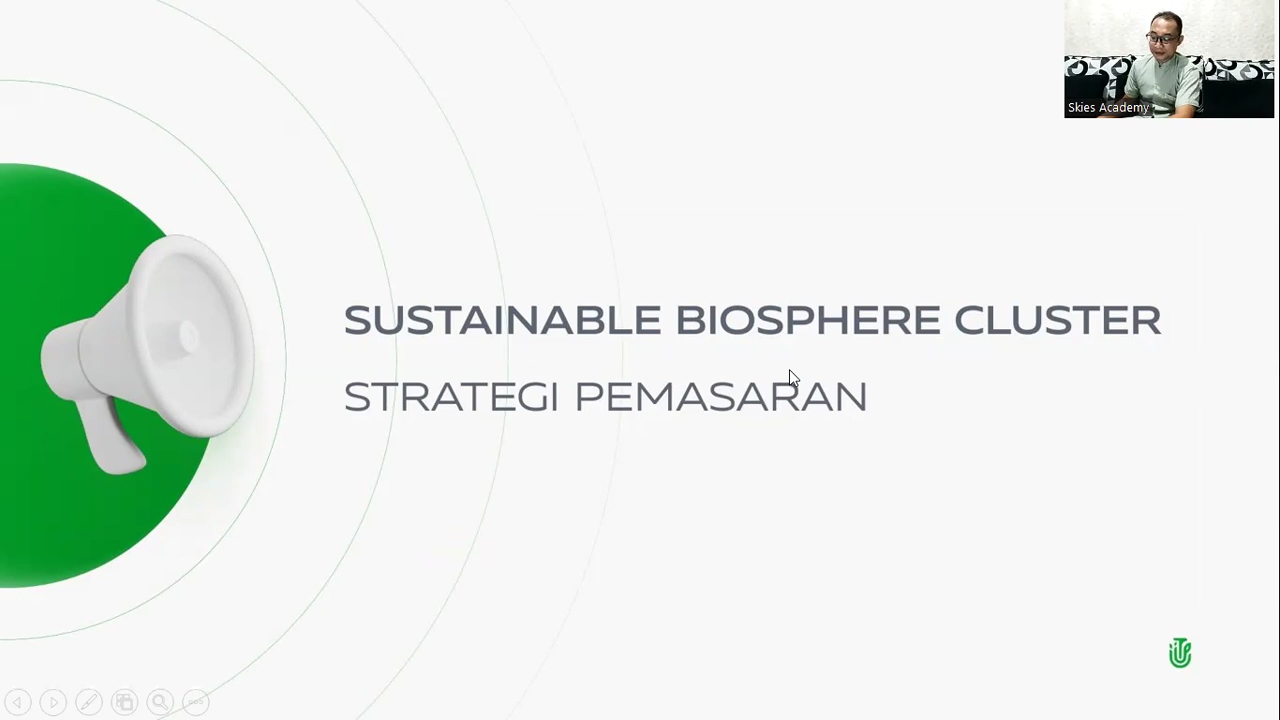 Skies Academy
SUSTAINABLE BIOSPHERE CLUSTER
STRATEGI PEMASARAN